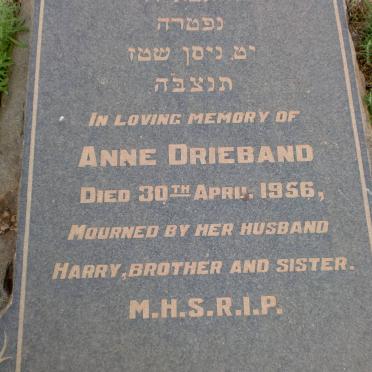 נפטרה
יט. ניסן שטז
תנצבה
IN LOVING MEMORY OF
ANNE DRIEBAND
DIED 30TH APRIL 1956,
MOURNED BY HER HUSBAND
HARRY, BROTHER AND SISTER.
M.H.S.R.I.P.